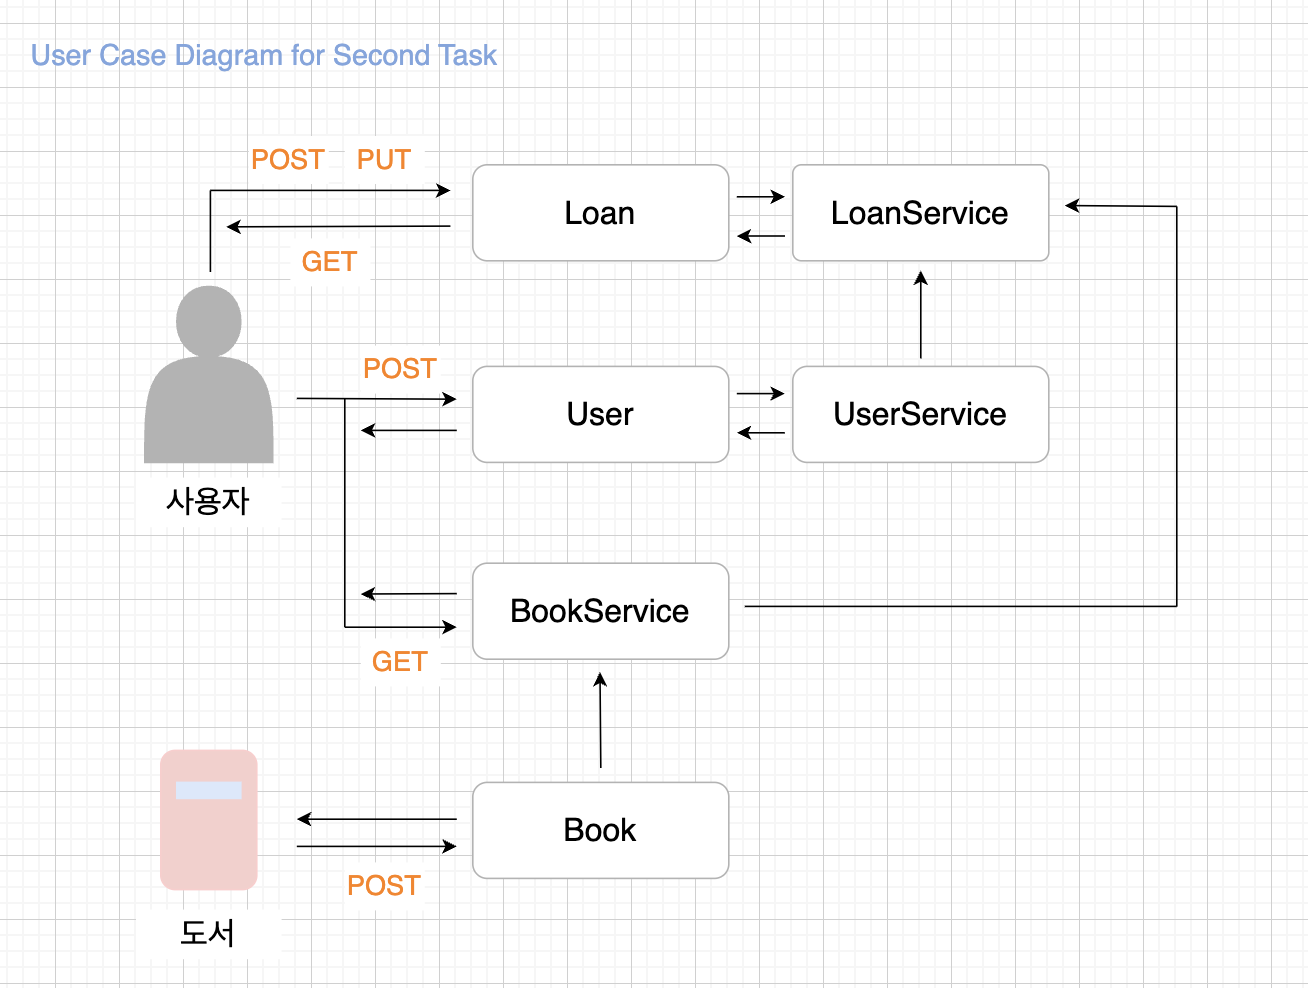 User Case Diagram for Second Task
POST PUT
Loan
LoanService
GET
POST
User
UserService
사용자
BookService
GET
Book
POST
도서